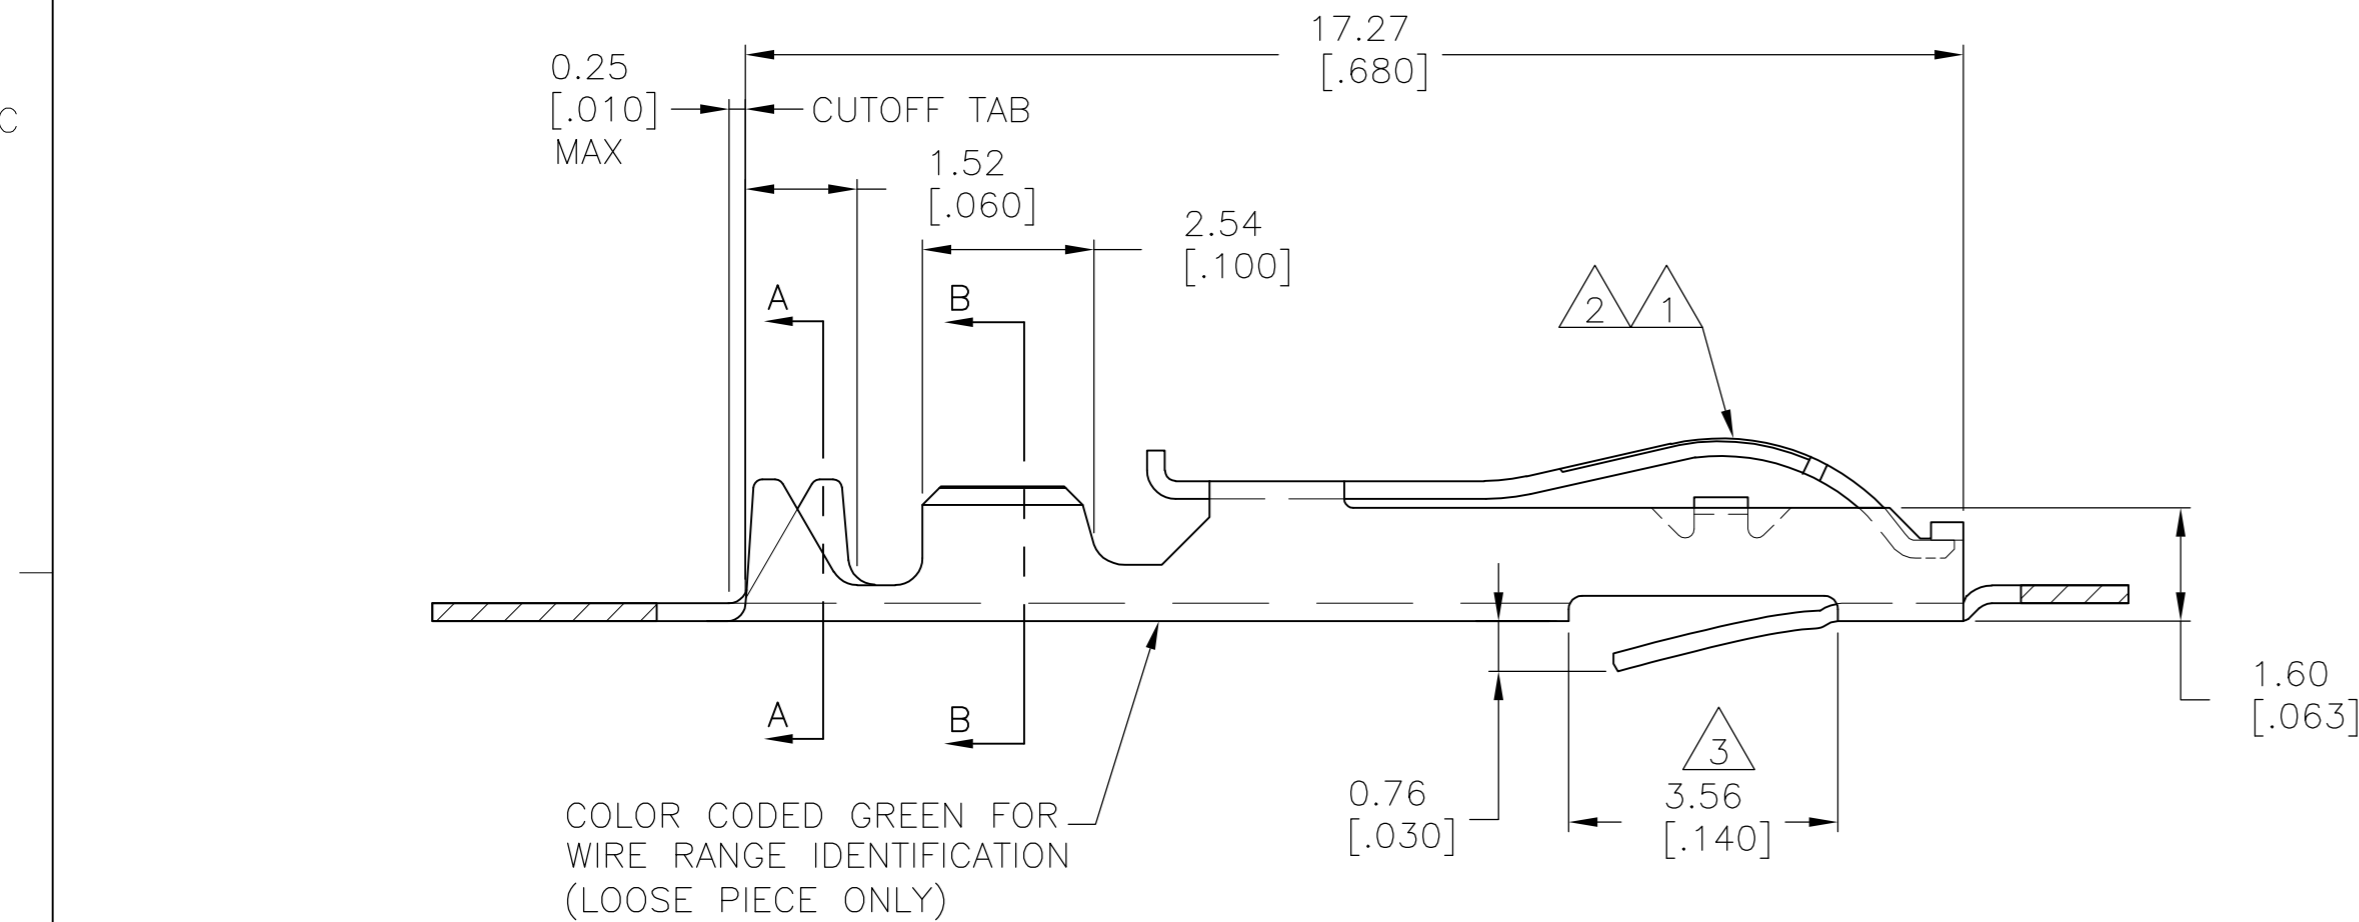 17.27
[.680]
0.25
[.010]
MAX
CUTOFF TAB
C
1.52
[.060]
2.54
[.100]
A
B
2 1
A
B
1.60
[.063]
3
0.76
[.030]
3.56
[.140]
COLOR CODED GREEN FOR
WIRE RANGE IDENTIFICATION
(LOOSE PIECE ONLY)